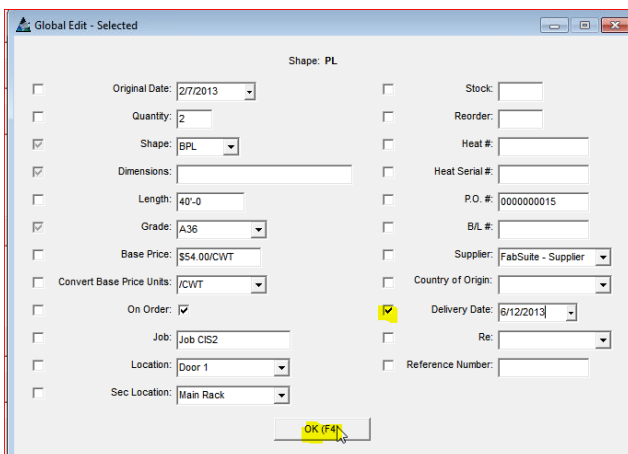 Global Edit - Selected
Shape: PL
Original Date: 2/7/2013
Quantity: 2
Shape: BPL
Dimensions:
Length: 40'-0
Grade: A36
Base Price: $54.00/CWT
Convert Base Price Units: /CWT
On Order:
Job: Job CIS2
Location: Door 1
Sec Location: Main Rack
Stock:
Reorder:
Heat #:
Heat Serial #:
P.O. #: 0000000015
B/L #:
Supplier: FabSuite - Supplier
Country of Origin:
Delivery Date: 6/12/2013
Re:
Reference Number:
OK (F4)